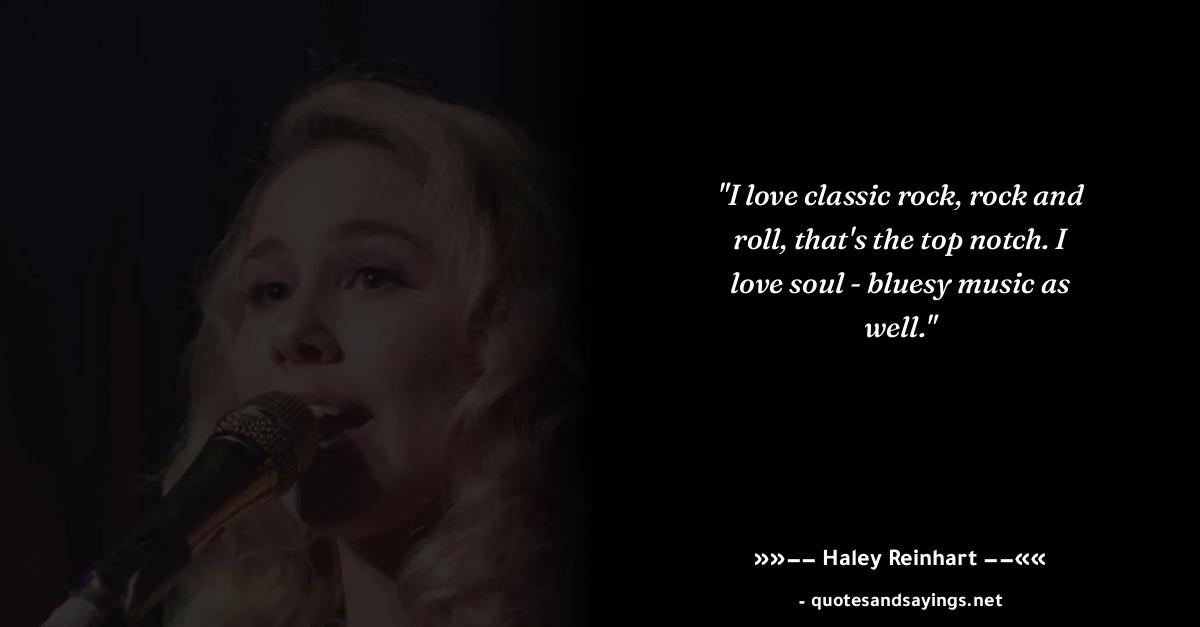 "I love classic rock, rock and
roll, that's the top notch. I
love soul - bluesy music as
well."
»»−− Haley Reinhart −−««
- quotesandsayings.net